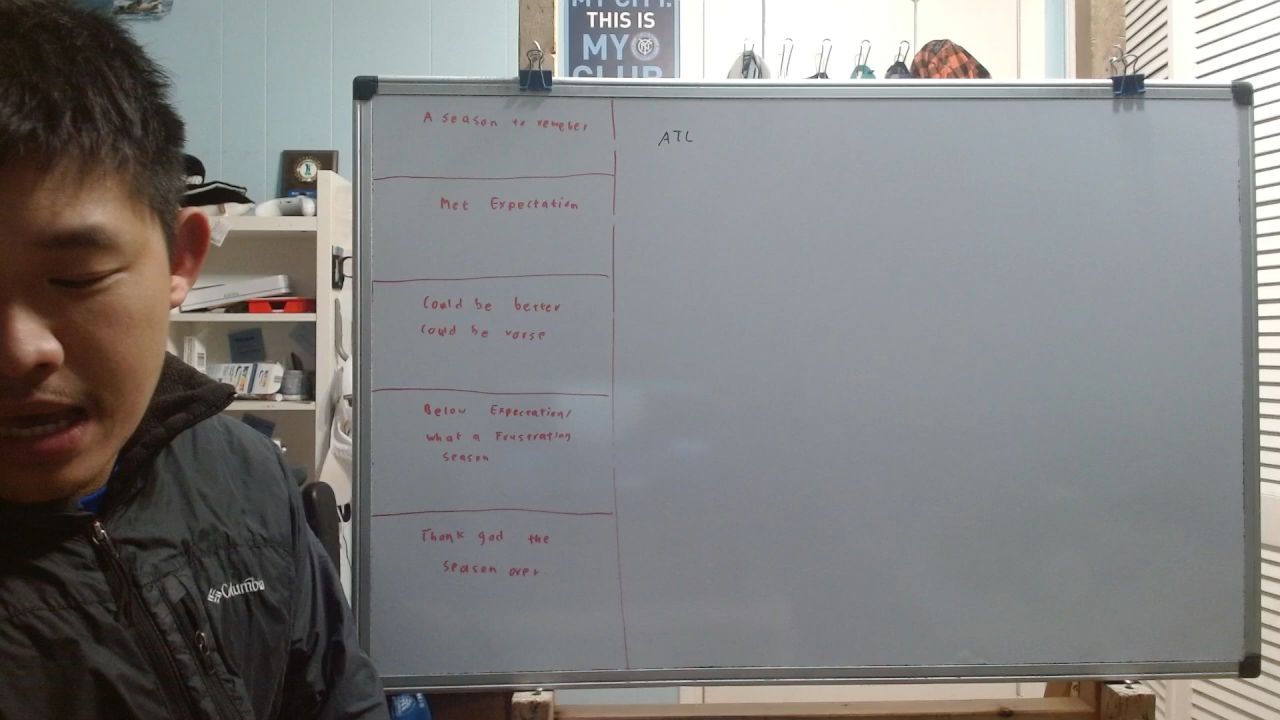 MY CITY.
THIS IS
MY
CLUB
A season to remeber
ATL
Met Expectation
Could be better
could be worse
Below Expectation/
what a Frustrating
season
Thank god the
season over
Columbia